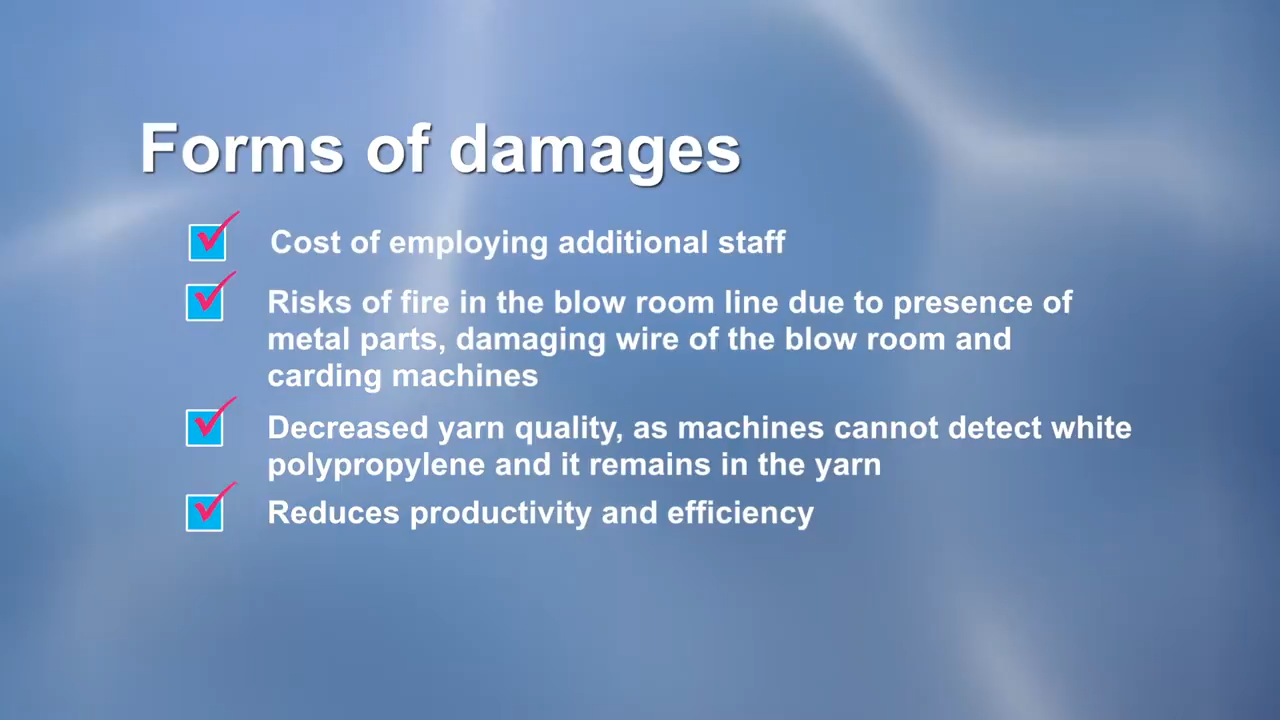 Forms of damages
Cost of employing additional staff
Risks of fire in the blow room line due to presence of
metal parts, damaging wire of the blow room and
carding machines
Decreased yarn quality, as machines cannot detect white
polypropylene and it remains in the yarn
Reduces productivity and efficiency